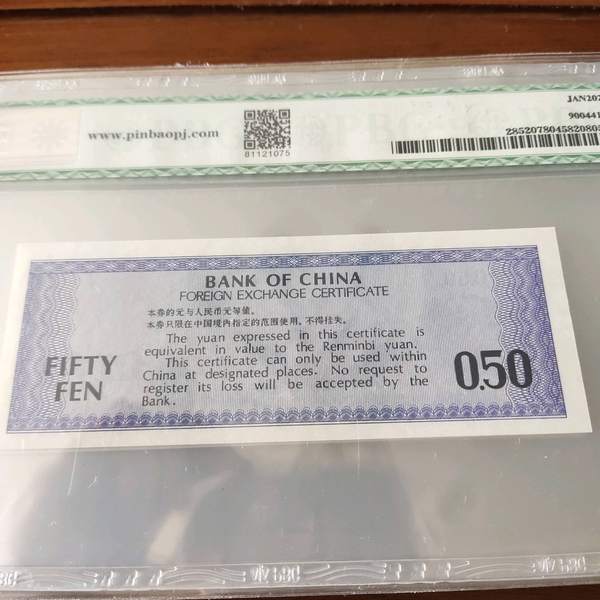 JAN207
www.pinbaopj.com
81121075
900441
2852078045820805
BANK OF CHINA
FOREIGN EXCHANGE CERTIFICATE
本券的元与人民币元等值。
本券只限在中国境内指定的范围使用，不得挂失。
The yuan expressed in this certificate is
equivalent in value to the Renminbi yuan.
This certificate can only be used within
China at designated places. No request to
register its loss will be accepted by the
Bank.
FIFTY
FEN
0.50